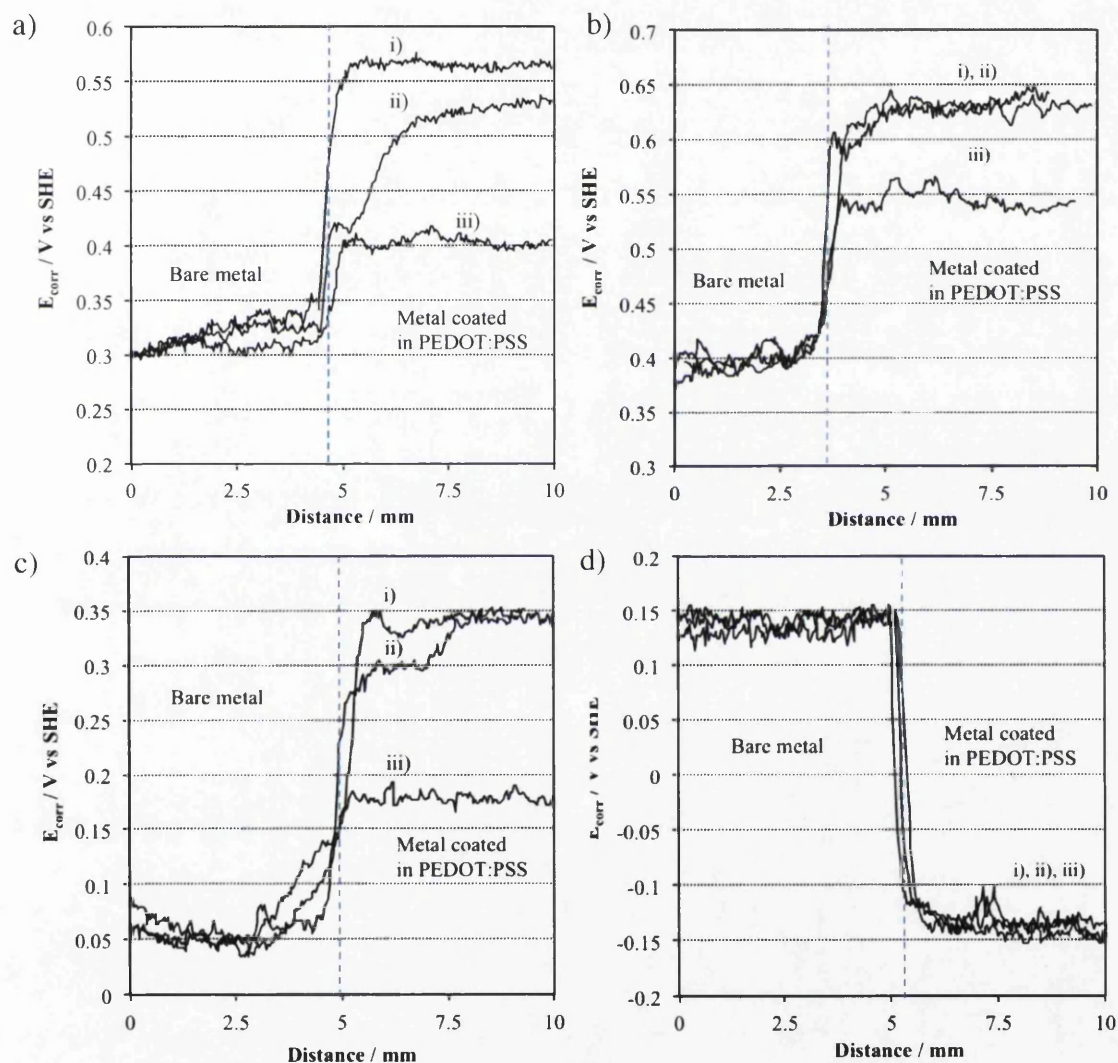 a)
0.6
0.55
0.5
0.45
0.4
0.35
0.3
0.25
0.2
E_corr / V vs SHE
i)
ii)
iii)
Bare metal
Metal coated
in PEDOT:PSS
0
2.5
5
7.5
10
Distance / mm
b)
0.7
0.65
0.6
0.55
0.5
0.45
0.4
0.35
0.3
E_corr / V vs SHE
i), ii)
iii)
Bare metal
Metal coated
in PEDOT:PSS
0
2.5
5
7.5
10
Distance / mm
c)
0.4
0.35
0.3
0.25
0.2
0.15
0.1
0.05
0
E_corr / V vs SHE
i)
ii)
iii)
Bare metal
Metal coated
in PEDOT:PSS
0
2.5
5
7.5
10
Distance / mm
d)
0.2
0.15
0.1
0.05
0
-0.05
-0.1
-0.15
-0.2
E_corr / V vs SHE
Bare metal
Metal coated
in PEDOT:PSS
i), ii), iii)
0
2.5
5
7.5
10
Distance / mm